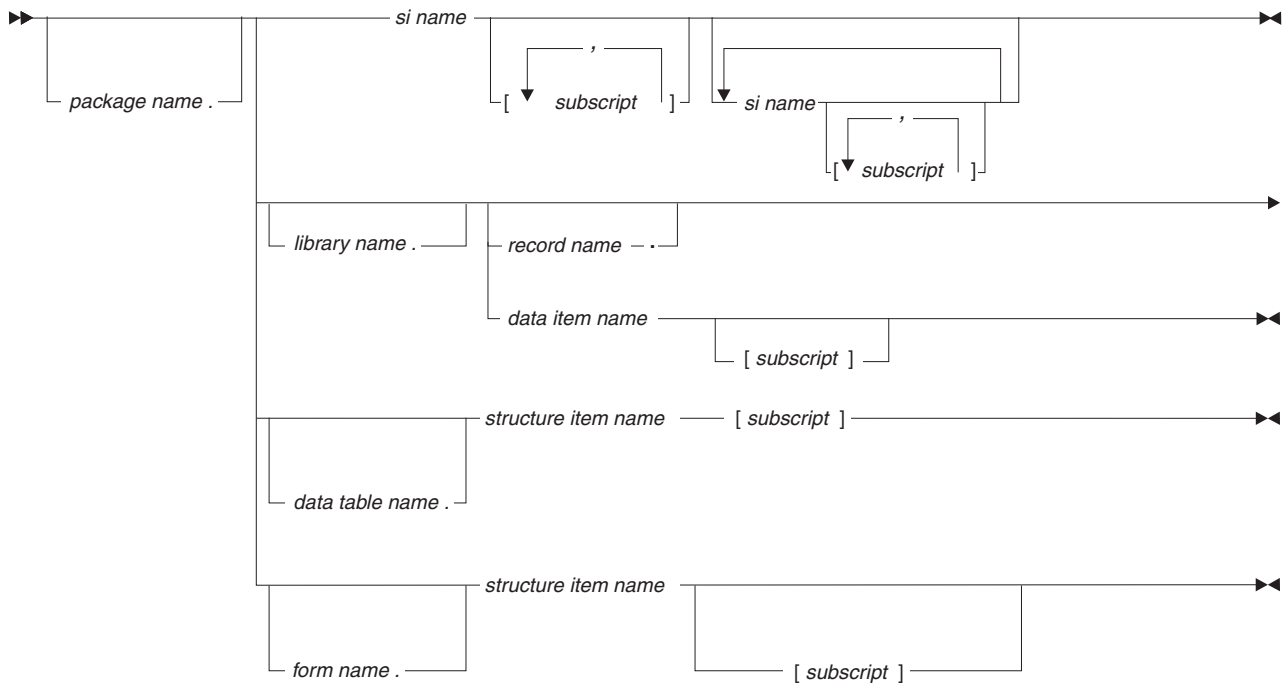 si name
,
,
package name .
[ subscript ]
si name
[ subscript ]
library name .
record name .
data item name
[ subscript ]
structure item name [ subscript ]
data table name .
structure item name
form name .
[ subscript ]